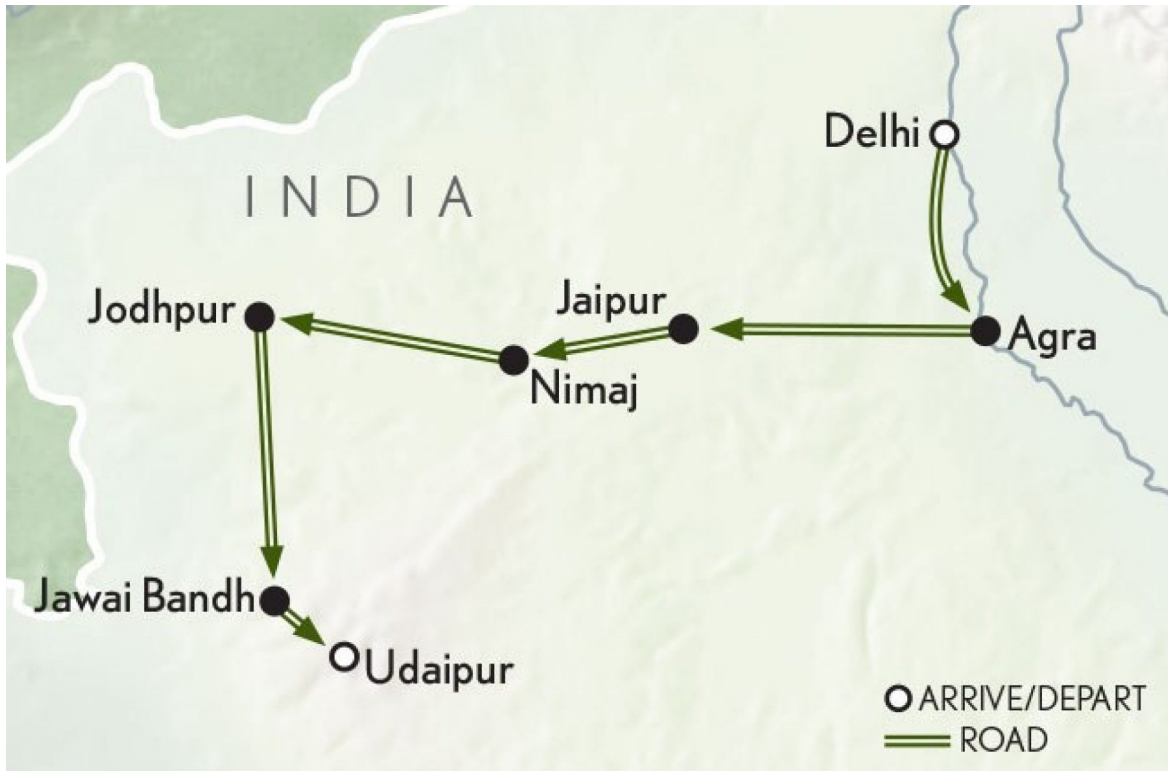 Delhi
INDIA
Jaipur
Jodhpur
Agra
Nimaj
Jawai Bandh
Udaipur
ARRIVE/DEPART
ROAD